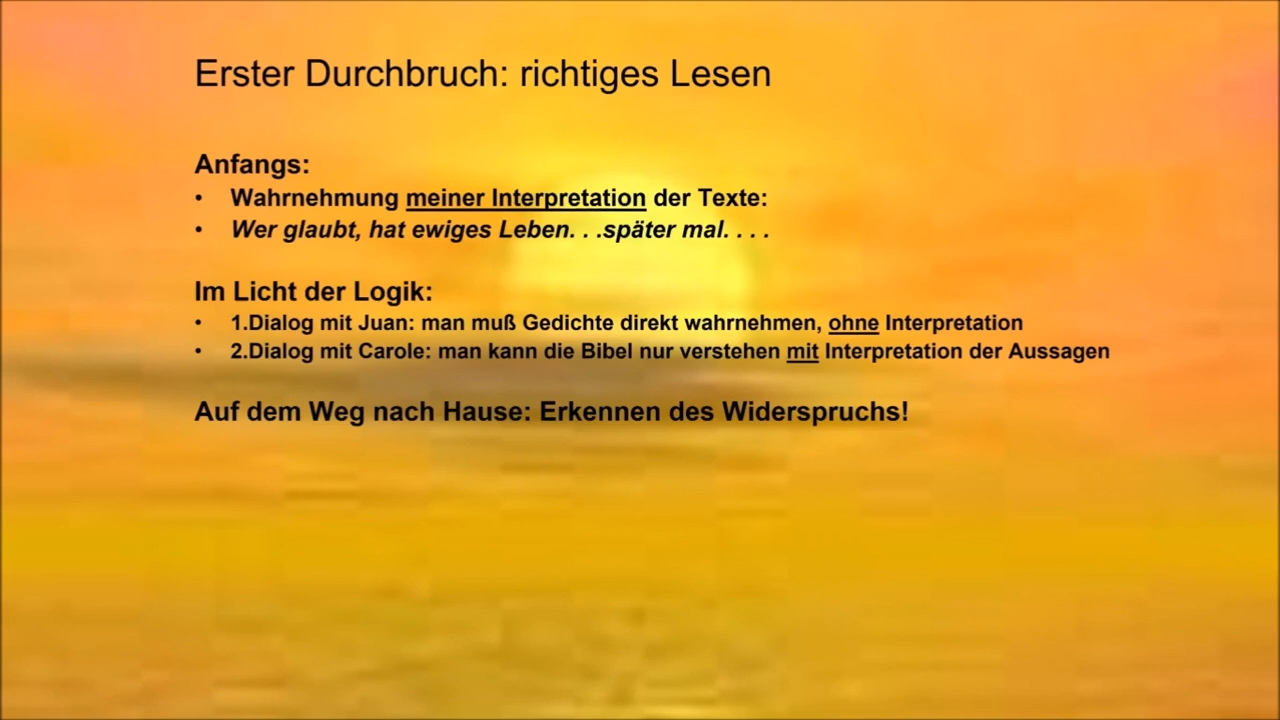 Erster Durchbruch: richtiges Lesen
Anfangs:
• Wahrnehmung meiner Interpretation der Texte:
• Wer glaubt, hat ewiges Leben. . .später mal. . . .
Im Licht der Logik:
• 1.Dialog mit Juan: man muß Gedichte direkt wahrnehmen, ohne Interpretation
• 2.Dialog mit Carole: man kann die Bibel nur verstehen mit Interpretation der Aussagen
Auf dem Weg nach Hause: Erkennen des Widerspruchs!